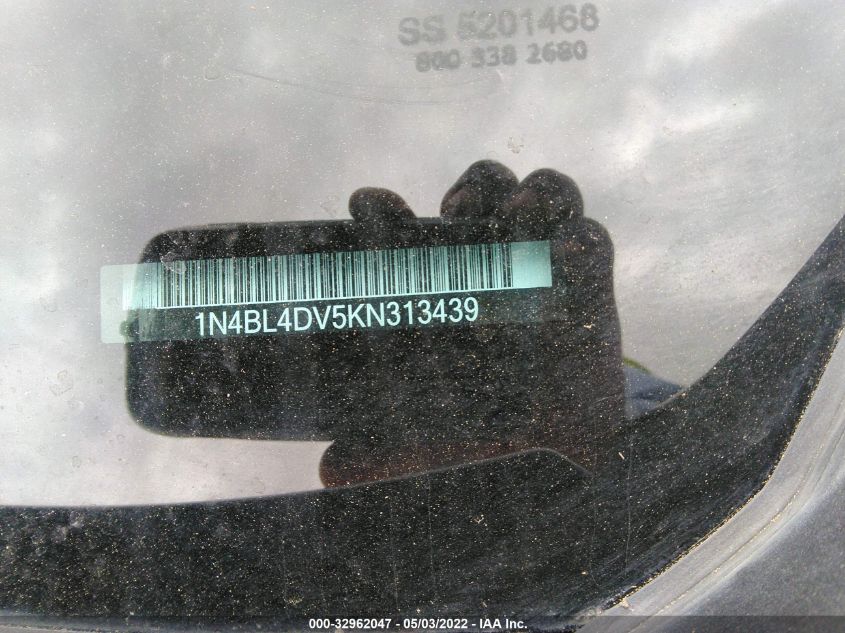 SS 5201468
800 338 2680
1N4BL4DV5KN313439
000-32962047 - 05/03/2022 - IAA Inc.